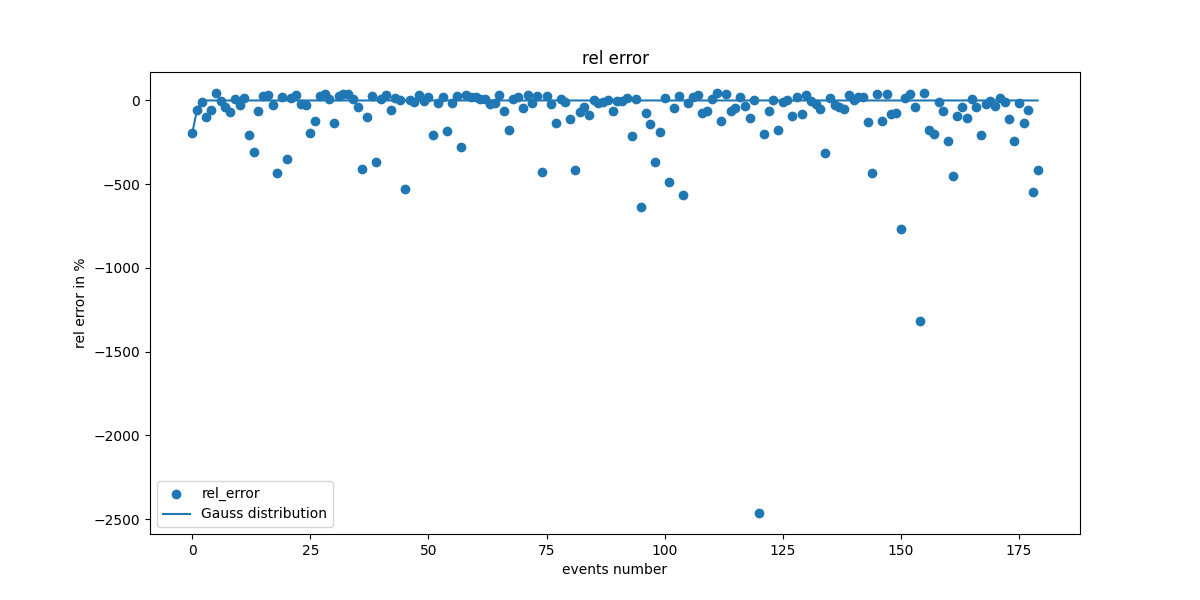 rel error
rel error in %
0
−500
−1000
−1500
−2000
−2500
rel_error
Gauss distribution
0 25 50 75 100 125 150 175
events number